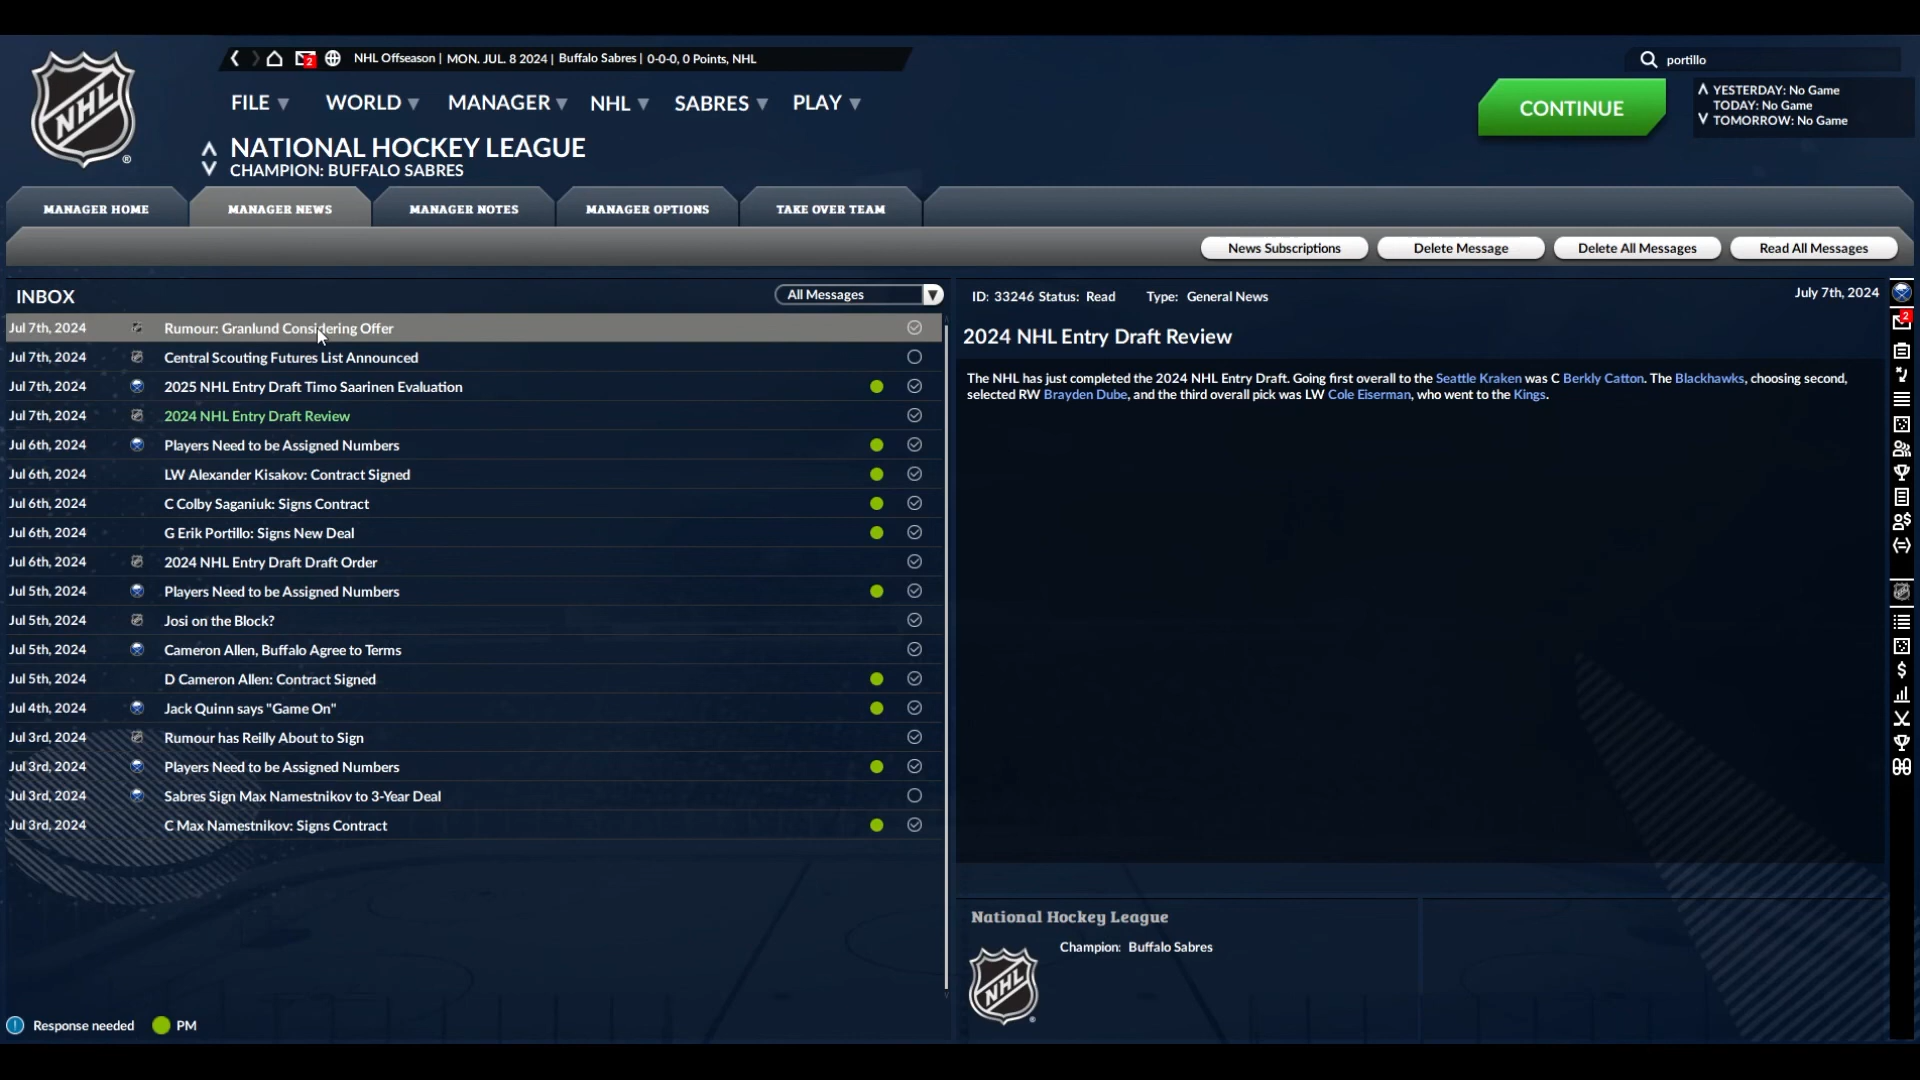 NHL Offseason | MON. JUL. 8 2024 | Buffalo Sabres | 0-0-0, 0 Points, NHL
portillo
2
FILE WORLD MANAGER NHL SABRES PLAY
CONTINUE
YESTERDAY: No Game
TODAY: No Game
TOMORROW: No Game
NHL
NATIONAL HOCKEY LEAGUE
CHAMPION: BUFFALO SABRES
MANAGER HOME MANAGER NEWS MANAGER NOTES MANAGER OPTIONS TAKE OVER TEAM
News Subscriptions Delete Message Delete All Messages Read All Messages
INBOX All Messages
Jul 7th, 2024 Rumour: Granlund Considering Offer
Jul 7th, 2024 Central Scouting Futures List Announced
Jul 7th, 2024 2025 NHL Entry Draft Timo Saarinen Evaluation
Jul 7th, 2024 2024 NHL Entry Draft Review
Jul 6th, 2024 Players Need to be Assigned Numbers
Jul 6th, 2024 LW Alexander Kisakov: Contract Signed
Jul 6th, 2024 C Colby Saganiuk: Signs Contract
Jul 6th, 2024 G Erik Portillo: Signs New Deal
Jul 6th, 2024 2024 NHL Entry Draft Draft Order
Jul 5th, 2024 Players Need to be Assigned Numbers
Jul 5th, 2024 Josi on the Block?
Jul 5th, 2024 Cameron Allen, Buffalo Agree to Terms
Jul 5th, 2024 D Cameron Allen: Contract Signed
Jul 4th, 2024 Jack Quinn says "Game On"
Jul 3rd, 2024 Rumour has Reilly About to Sign
Jul 3rd, 2024 Players Need to be Assigned Numbers
Jul 3rd, 2024 Sabres Sign Max Namestnikov to 3-Year Deal
Jul 3rd, 2024 C Max Namestnikov: Signs Contract
Response needed PM
ID: 33246 Status: Read Type: General News July 7th, 2024
2
2024 NHL Entry Draft Review
The NHL has just completed the 2024 NHL Entry Draft. Going first overall to the Seattle Kraken was C Berkly Catton. The Blackhawks, choosing second,
selected RW Brayden Dube, and the third overall pick was LW Cole Eiserman, who went to the Kings.
National Hockey League
Champion: Buffalo Sabres
NHL